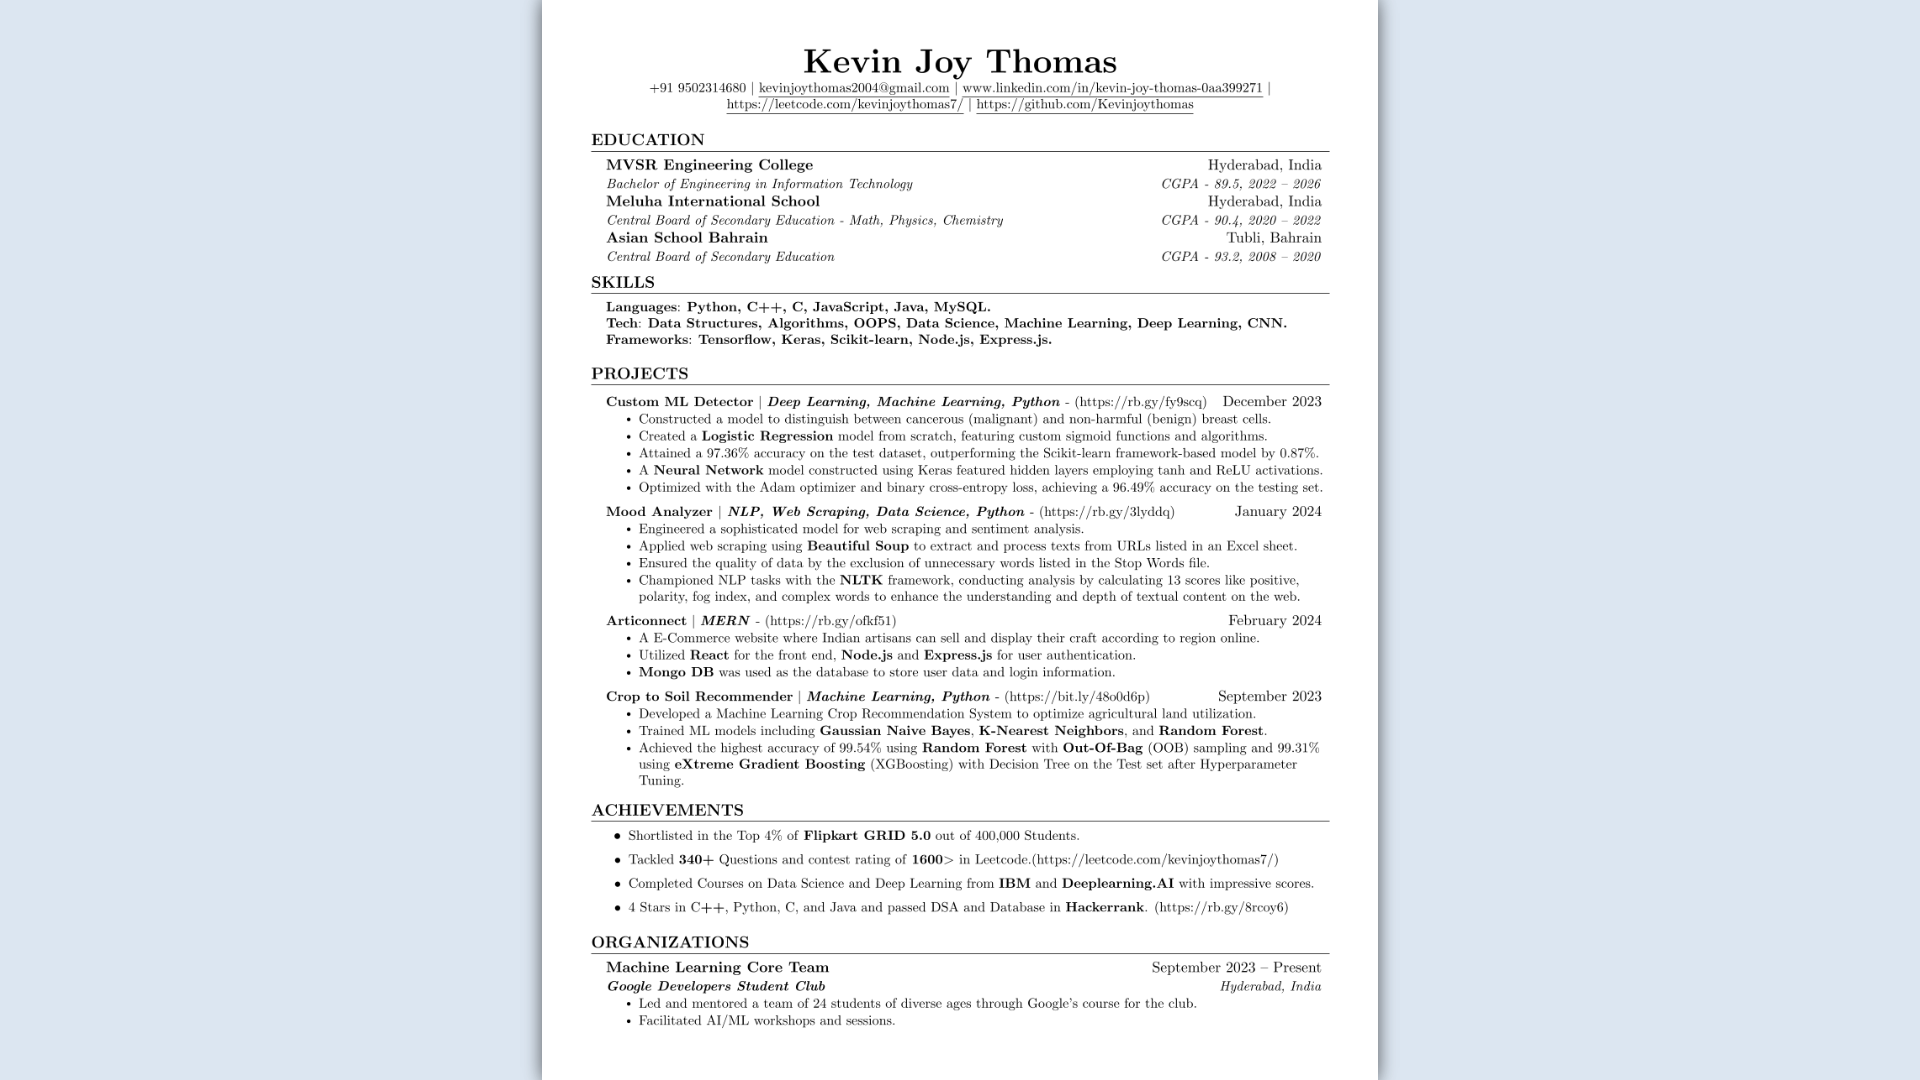 Kevin Joy Thomas
+91 9502314680 | kevinjoythomas2004@gmail.com | www.linkedin.com/in/kevin-joy-thomas-0aa399271 |
https://leetcode.com/kevinjoythomas7/ | https://github.com/Kevinjoythomas
EDUCATION
MVSR Engineering College Hyderabad, India
Bachelor of Engineering in Information Technology CGPA - 89.5, 2022 – 2026
Meluha International School Hyderabad, India
Central Board of Secondary Education - Math, Physics, Chemistry CGPA - 90.4, 2020 – 2022
Asian School Bahrain Tubli, Bahrain
Central Board of Secondary Education CGPA - 93.2, 2008 – 2020
SKILLS
Languages: Python, C++, C, JavaScript, Java, MySQL.
Tech: Data Structures, Algorithms, OOPS, Data Science, Machine Learning, Deep Learning, CNN.
Frameworks: Tensorflow, Keras, Scikit-learn, Node.js, Express.js.
PROJECTS
Custom ML Detector | Deep Learning, Machine Learning, Python - (https://rb.gy/fy9scq) December 2023
• Constructed a model to distinguish between cancerous (malignant) and non-harmful (benign) breast cells.
• Created a Logistic Regression model from scratch, featuring custom sigmoid functions and algorithms.
• Attained a 97.36% accuracy on the test dataset, outperforming the Scikit-learn framework-based model by 0.87%.
• A Neural Network model constructed using Keras featured hidden layers employing tanh and ReLU activations.
• Optimized with the Adam optimizer and binary cross-entropy loss, achieving a 96.49% accuracy on the testing set.
Mood Analyzer | NLP, Web Scraping, Data Science, Python - (https://rb.gy/3lyddq) January 2024
• Engineered a sophisticated model for web scraping and sentiment analysis.
• Applied web scraping using Beautiful Soup to extract and process texts from URLs listed in an Excel sheet.
• Ensured the quality of data by the exclusion of unnecessary words listed in the Stop Words file.
• Championed NLP tasks with the NLTK framework, conducting analysis by calculating 13 scores like positive,
polarity, fog index, and complex words to enhance the understanding and depth of textual content on the web.
Articonnect | MERN - (https://rb.gy/ofkf51) February 2024
• A E-Commerce website where Indian artisans can sell and display their craft according to region online.
• Utilized React for the front end, Node.js and Express.js for user authentication.
• Mongo DB was used as the database to store user data and login information.
Crop to Soil Recommender | Machine Learning, Python - (https://bit.ly/48o0d6p) September 2023
• Developed a Machine Learning Crop Recommendation System to optimize agricultural land utilization.
• Trained ML models including Gaussian Naive Bayes, K-Nearest Neighbors, and Random Forest.
• Achieved the highest accuracy of 99.54% using Random Forest with Out-Of-Bag (OOB) sampling and 99.31%
using eXtreme Gradient Boosting (XGBoosting) with Decision Tree on the Test set after Hyperparameter
Tuning.
ACHIEVEMENTS
• Shortlisted in the Top 4% of Flipkart GRID 5.0 out of 400,000 Students.
• Tackled 340+ Questions and contest rating of 1600> in Leetcode.(https://leetcode.com/kevinjoythomas7/)
• Completed Courses on Data Science and Deep Learning from IBM and Deeplearning.AI with impressive scores.
• 4 Stars in C++, Python, C, and Java and passed DSA and Database in Hackerrank. (https://rb.gy/8rcoy6)
ORGANIZATIONS
Machine Learning Core Team September 2023 – Present
Google Developers Student Club Hyderabad, India
• Led and mentored a team of 24 students of diverse ages through Google's course for the club.
• Facilitated AI/ML workshops and sessions.